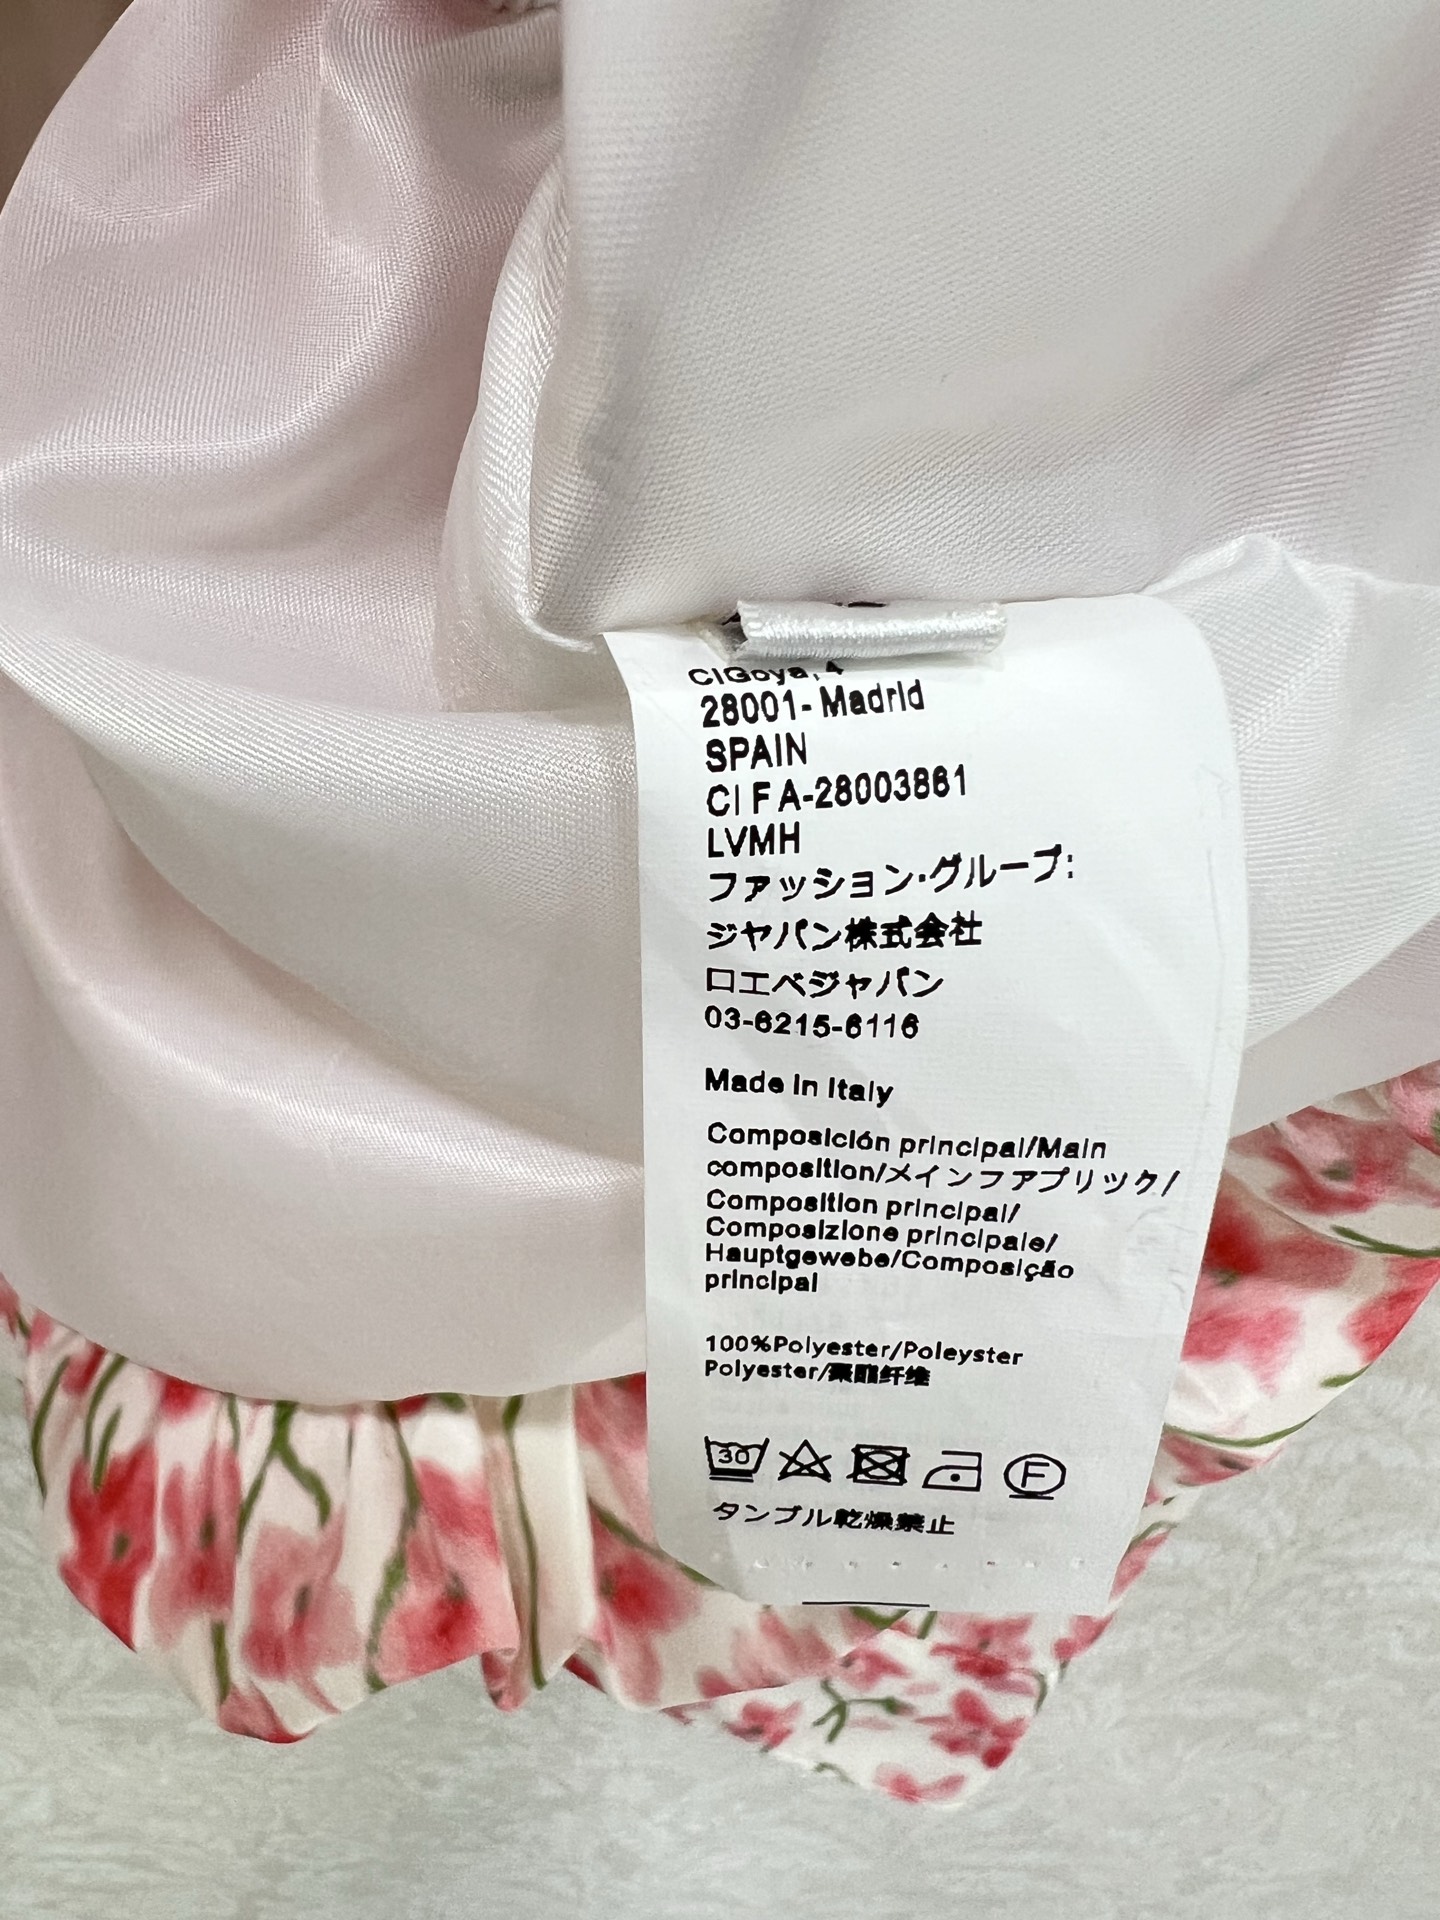 C/Goya, 4
28001- Madrid
SPAIN
CI F A-28003861
LVMH
ファッション·グループ:
ジヤパン株式会社
口エベジャパン
03-6215-6116
Made in Italy
Composición principal/Main
composition/メインファプリック/
Composition principal/
Composizione principale/
Hauptgewebe/Composição
principal
100%Polyester/Poleyster
Polyester/聚酯纤维
30 F
タンブル乾燥禁止